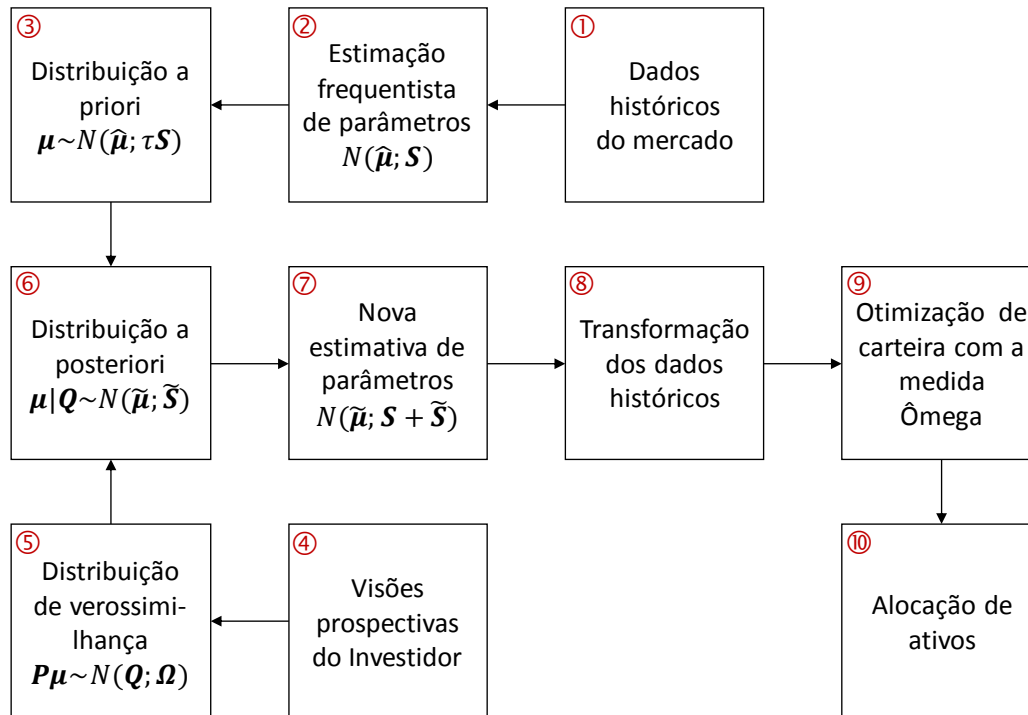 ③
Distribuição a
priori
𝝁~𝑁(𝝁̂; 𝜏𝑺)
②
Estimação
frequentista
de parâmetros
𝑁(𝝁̂; 𝑺)
①
Dados
históricos
do mercado
⑥
Distribuição a
posteriori
𝝁|𝑸~𝑁(𝝁̃; 𝑺̃)
⑦
Nova
estimativa de
parâmetros
𝑁(𝝁̃; 𝑺 + 𝑺̃)
⑧
Transformação
dos dados
históricos
⑨
Otimização de
carteira com a
medida
Ômega
⑤
Distribuição
de verossimi-
lhança
𝑷𝝁~𝑁(𝑸; 𝜴)
④
Visões
prospectivas
do Investidor
⑩
Alocação de
ativos